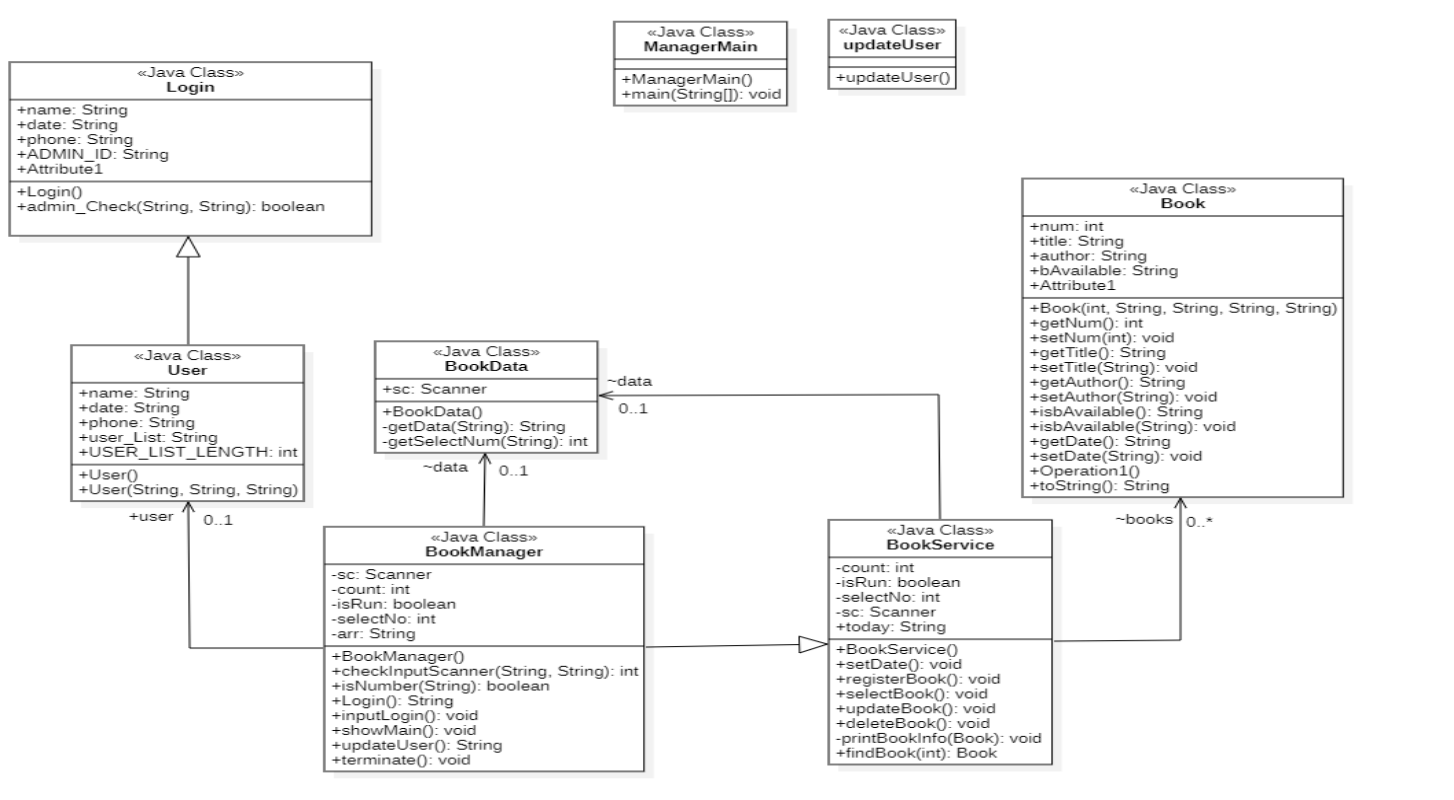 «Java Class»
ManagerMain
+ManagerMain()
+main(String[]): void
«Java Class»
updateUser
+updateUser()
«Java Class»
Login
+name: String
+date: String
+phone: String
+ADMIN_ID: String
+Attribute1
+Login()
+admin_Check(String, String): boolean
«Java Class»
Book
+num: int
+title: String
+author: String
+bAvailable: String
+Attribute1
+Book(int, String, String, String, String)
+getNum(): int
+setNum(int): void
+getTitle(): String
+setTitle(String): void
+getAuthor(): String
+setAuthor(String): void
+isbAvailable(): String
+isbAvailable(String): void
+getDate(): String
+setDate(String): void
+Operation1()
+toString(): String
«Java Class»
User
+name: String
+date: String
+phone: String
+user_List: String
+USER_LIST_LENGTH: int
+User()
+User(String, String, String)
+user
0..1
«Java Class»
BookData
+sc: Scanner
+BookData()
-getData(String): String
-getSelectNum(String): int
~data
0..1
~data
0..1
~books
0..*
«Java Class»
BookManager
-sc: Scanner
-count: int
-isRun: boolean
-selectNo: int
-arr: String
+BookManager()
+checkInputScanner(String, String): int
+isNumber(String): boolean
+Login(): String
+inputLogin(): void
+showMain(): void
+updateUser(): String
+terminate(): void
«Java Class»
BookService
-count: int
-isRun: boolean
-selectNo: int
-sc: Scanner
+today: String
+BookService()
+setDate(): void
+registerBook(): void
+selectBook(): void
+updateBook(): void
+deleteBook(): void
-printBookInfo(Book): void
+findBook(int): Book